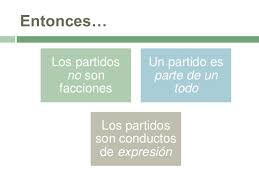 Entonces…
Los partidos
no son
facciones
Un partido es
parte de un
todo
Los partidos
son conductos
de expresión